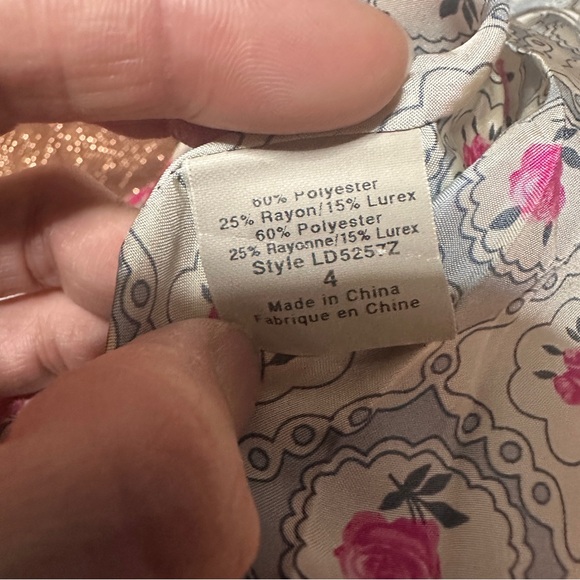 60% Polyester
25% Rayon/15% Lurex
60% Polyester
25% Rayonne/15% Lurex
Style LD5257Z
4
Made in China
Fabrique en Chine